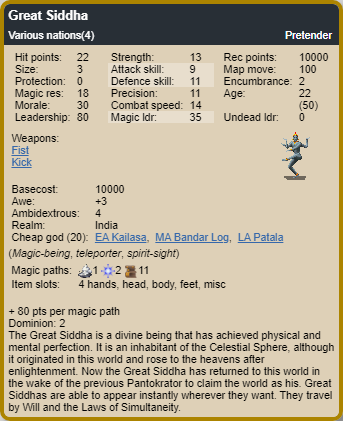 Great Siddha
Various nations(4) Pretender
Hit points: 22 Strength: 13 Rec points: 10000
Size: 3 Attack skill: 9 Map move: 100
Protection: 0 Defence skill: 11 Encumbrance: 2
Magic res: 18 Precision: 11 Age: 22
Morale: 30 Combat speed: 14 (50)
Leadership: 80 Magic ldr: 35 Undead ldr: 0
Weapons:
Fist
Kick
Basecost: 10000
Awe: +3
Ambidextrous: 4
Realm: India
Cheap god (20): EA Kailasa, MA Bandar Log, LA Patala
(Magic-being, teleporter, spirit-sight)
Magic paths: 1 2 11
Item slots: 4 hands, head, body, feet, misc
+ 80 pts per magic path
Dominion: 2
The Great Siddha is a divine being that has achieved physical and
mental perfection. It is an inhabitant of the Celestial Sphere, although
it originated in this world and rose to the heavens after
enlightenment. Now the Great Siddha has returned to this world in
the wake of the previous Pantokrator to claim the world as his. Great
Siddhas are able to appear instantly wherever they want. They travel
by Will and the Laws of Simultaneity.